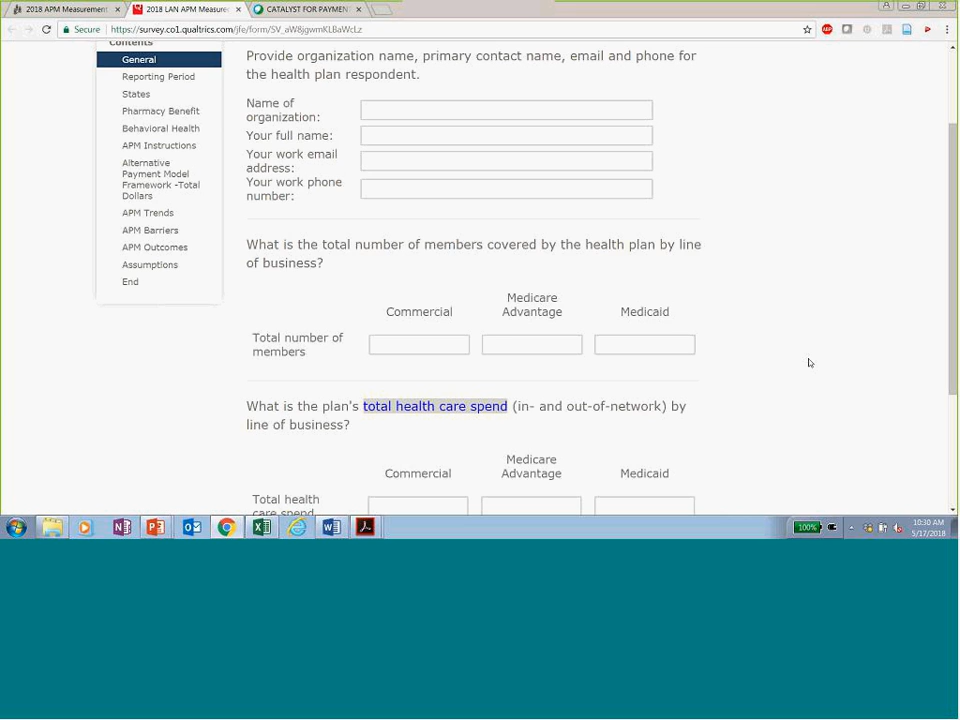 2018 APM Measurement
2018 LAN APM Measure
CATALYST FOR PAYMEN
Secure
https://survey.co1.qualtrics.com/jfe/form/SV_aW8jgwmKLBaWcLz
Contents
General
Reporting Period
States
Pharmacy Benefit
Behavioral Health
APM Instructions
Alternative
Payment Model
Framework -Total
Dollars
APM Trends
APM Barriers
APM Outcomes
Assumptions
End
Provide organization name, primary contact name, email and phone for
the health plan respondent.
Name of
organization:
Your full name:
Your work email
address:
Your work phone
number:
What is the total number of members covered by the health plan by line
of business?
Commercial
Medicare
Advantage
Medicaid
Total number of
members
What is the plan's total health care spend (in- and out-of-network) by
line of business?
Commercial
Medicare
Advantage
Medicaid
Total health
care spend
100%
10:30 AM
5/17/2018